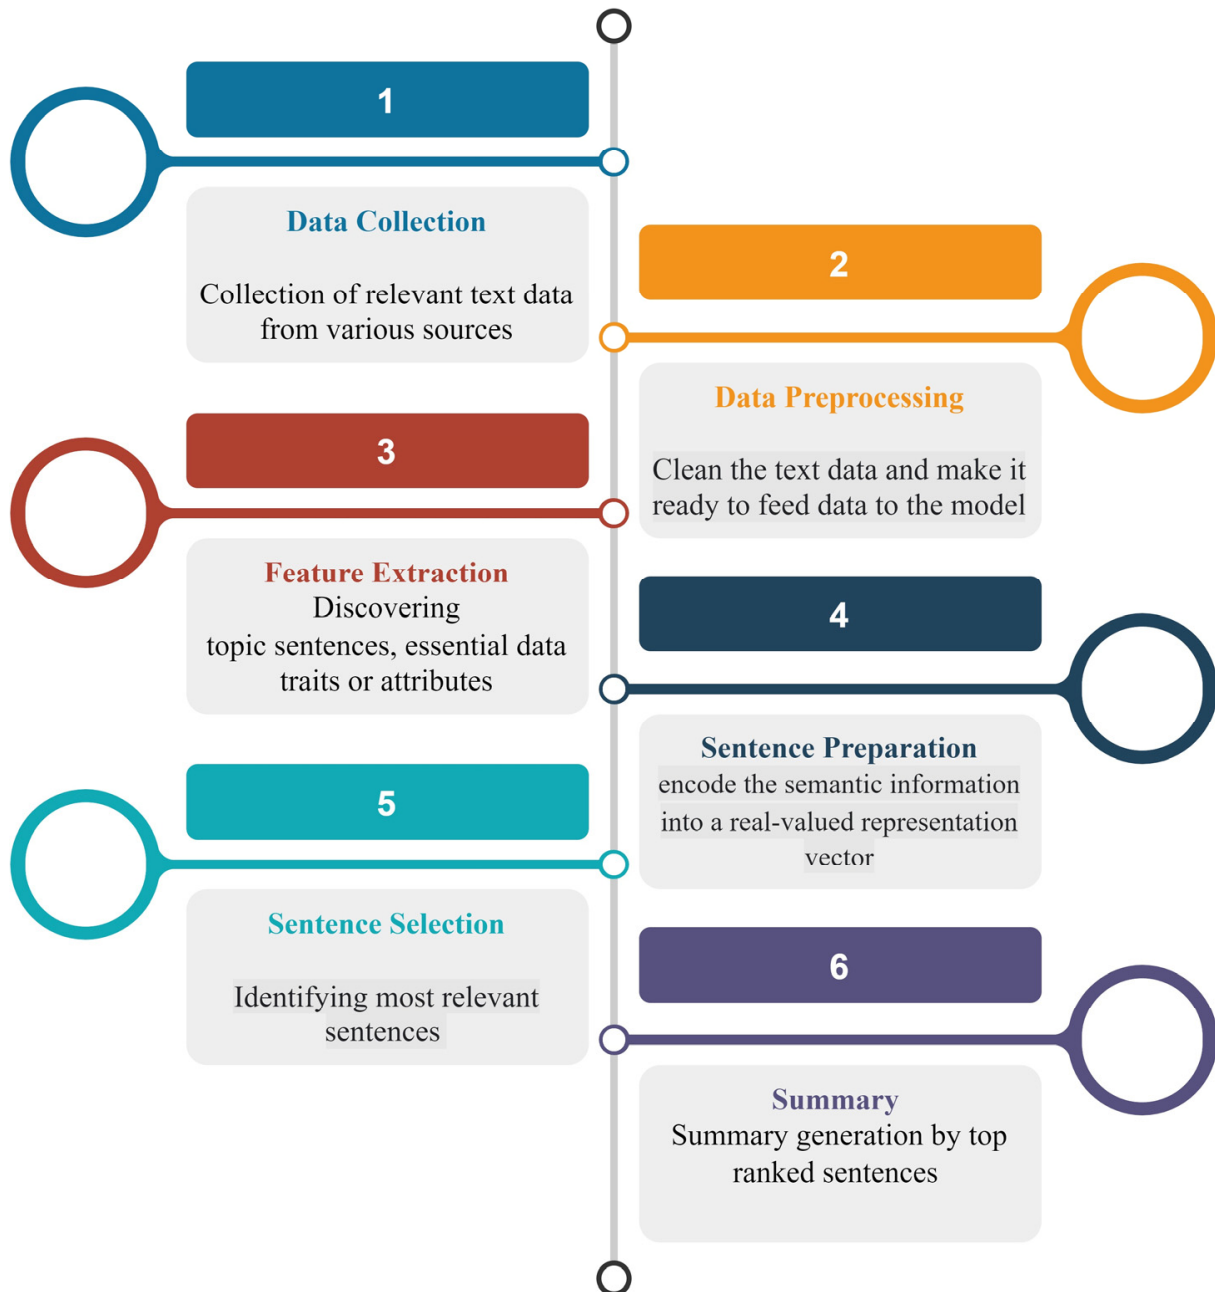 1
Data Collection
Collection of relevant text data
from various sources
2
Data Preprocessing
Clean the text data and make it
ready to feed data to the model
3
Feature Extraction
Discovering
topic sentences, essential data
traits or attributes
4
Sentence Preparation
encode the semantic information
into a real-valued representation
vector
5
Sentence Selection
Identifying most relevant
sentences
6
Summary
Summary generation by top
ranked sentences